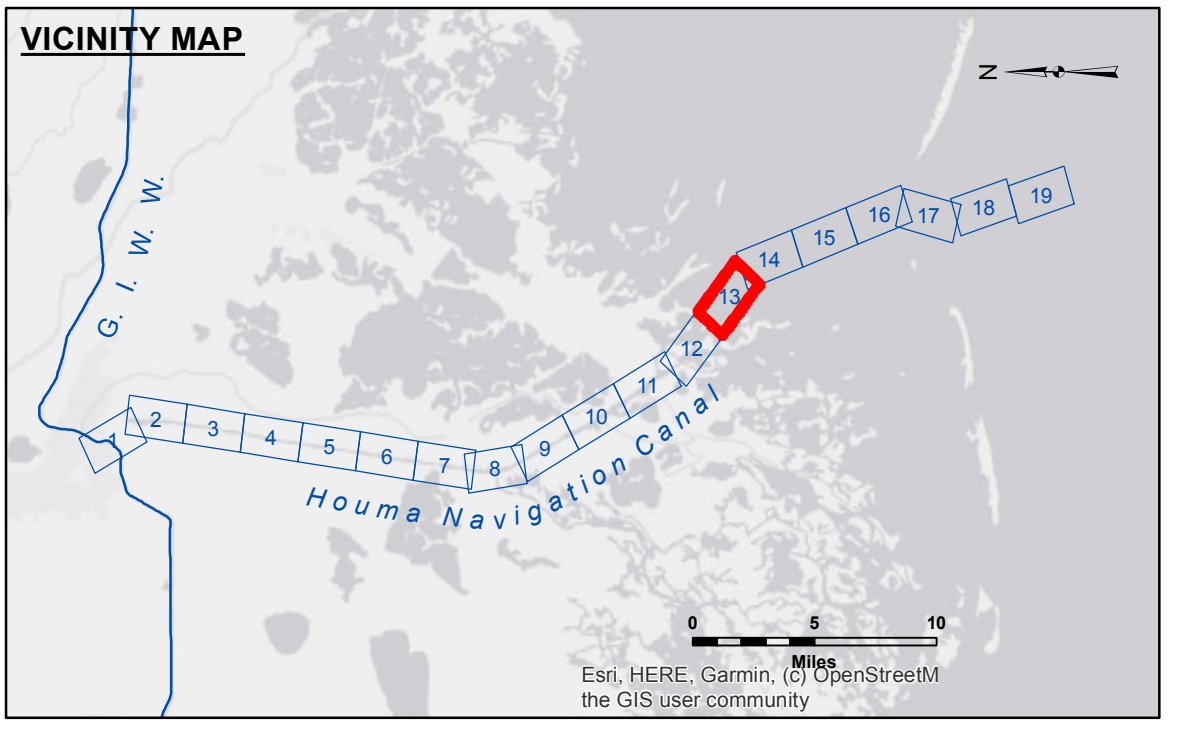 VICINITY MAP
N
G. I. W. W.
1
2
3
4
5
6
7
8
9
10
11
12
13
14
15
16
17
18
19
Houma Navigation Canal
0 5 10
Miles
Esri, HERE, Garmin, (c) OpenStreetM
the GIS user community